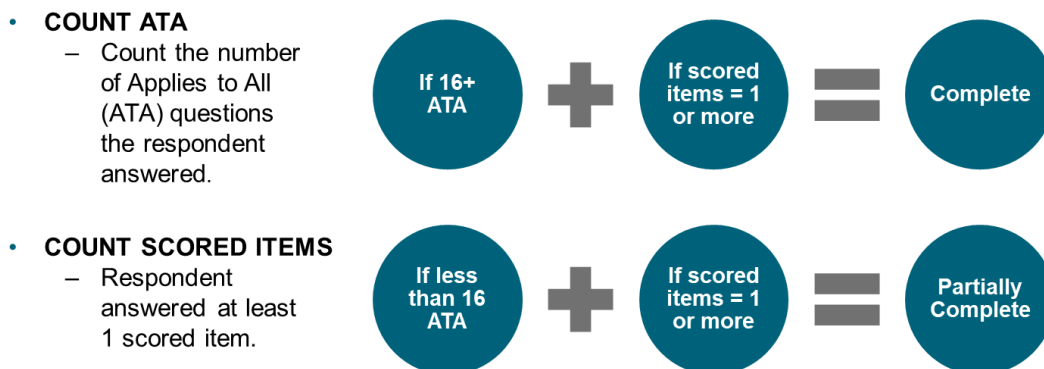 • COUNT ATA
– Count the number
of Applies to All
(ATA) questions
the respondent
answered.
If 16+
ATA
If scored
items = 1
or more
Complete
• COUNT SCORED ITEMS
– Respondent
answered at least
1 scored item.
If less
than 16
ATA
If scored
items = 1
or more
Partially
Complete